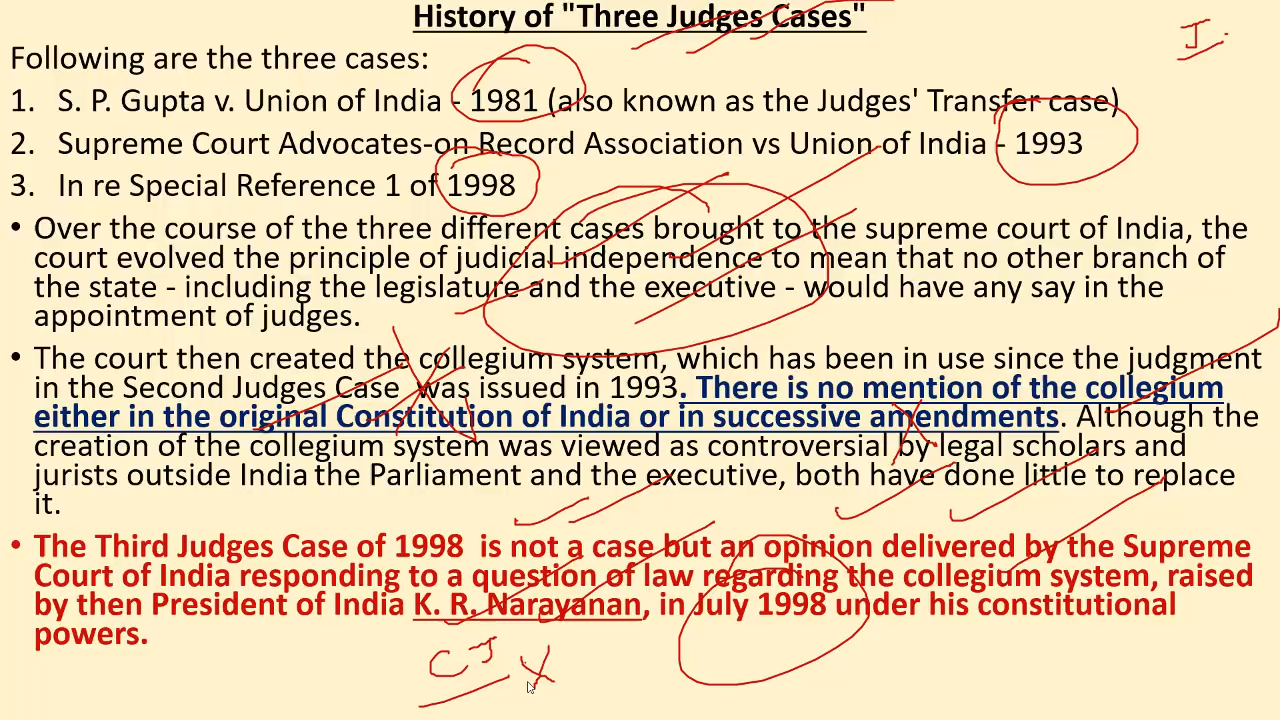 History of "Three Judges Cases"
J
Following are the three cases:
1. S. P. Gupta v. Union of India - 1981 (also known as the Judges' Transfer case)
2. Supreme Court Advocates-on Record Association vs Union of India - 1993
3. In re Special Reference 1 of 1998
• Over the course of the three different cases brought to the supreme court of India, the
court evolved the principle of judicial independence to mean that no other branch of
the state - including the legislature and the executive - would have any say in the
appointment of judges.
• The court then created the collegium system, which has been in use since the judgment
in the Second Judges Case was issued in 1993. There is no mention of the collegium
either in the original Constitution of India or in successive amendments. Although the
creation of the collegium system was viewed as controversial by legal scholars and
jurists outside India the Parliament and the executive, both have done little to replace
it.
• The Third Judges Case of 1998 is not a case but an opinion delivered by the Supreme
Court of India responding to a question of law regarding the collegium system, raised
by then President of India K. R. Narayanan, in July 1998 under his constitutional
powers.
CJ